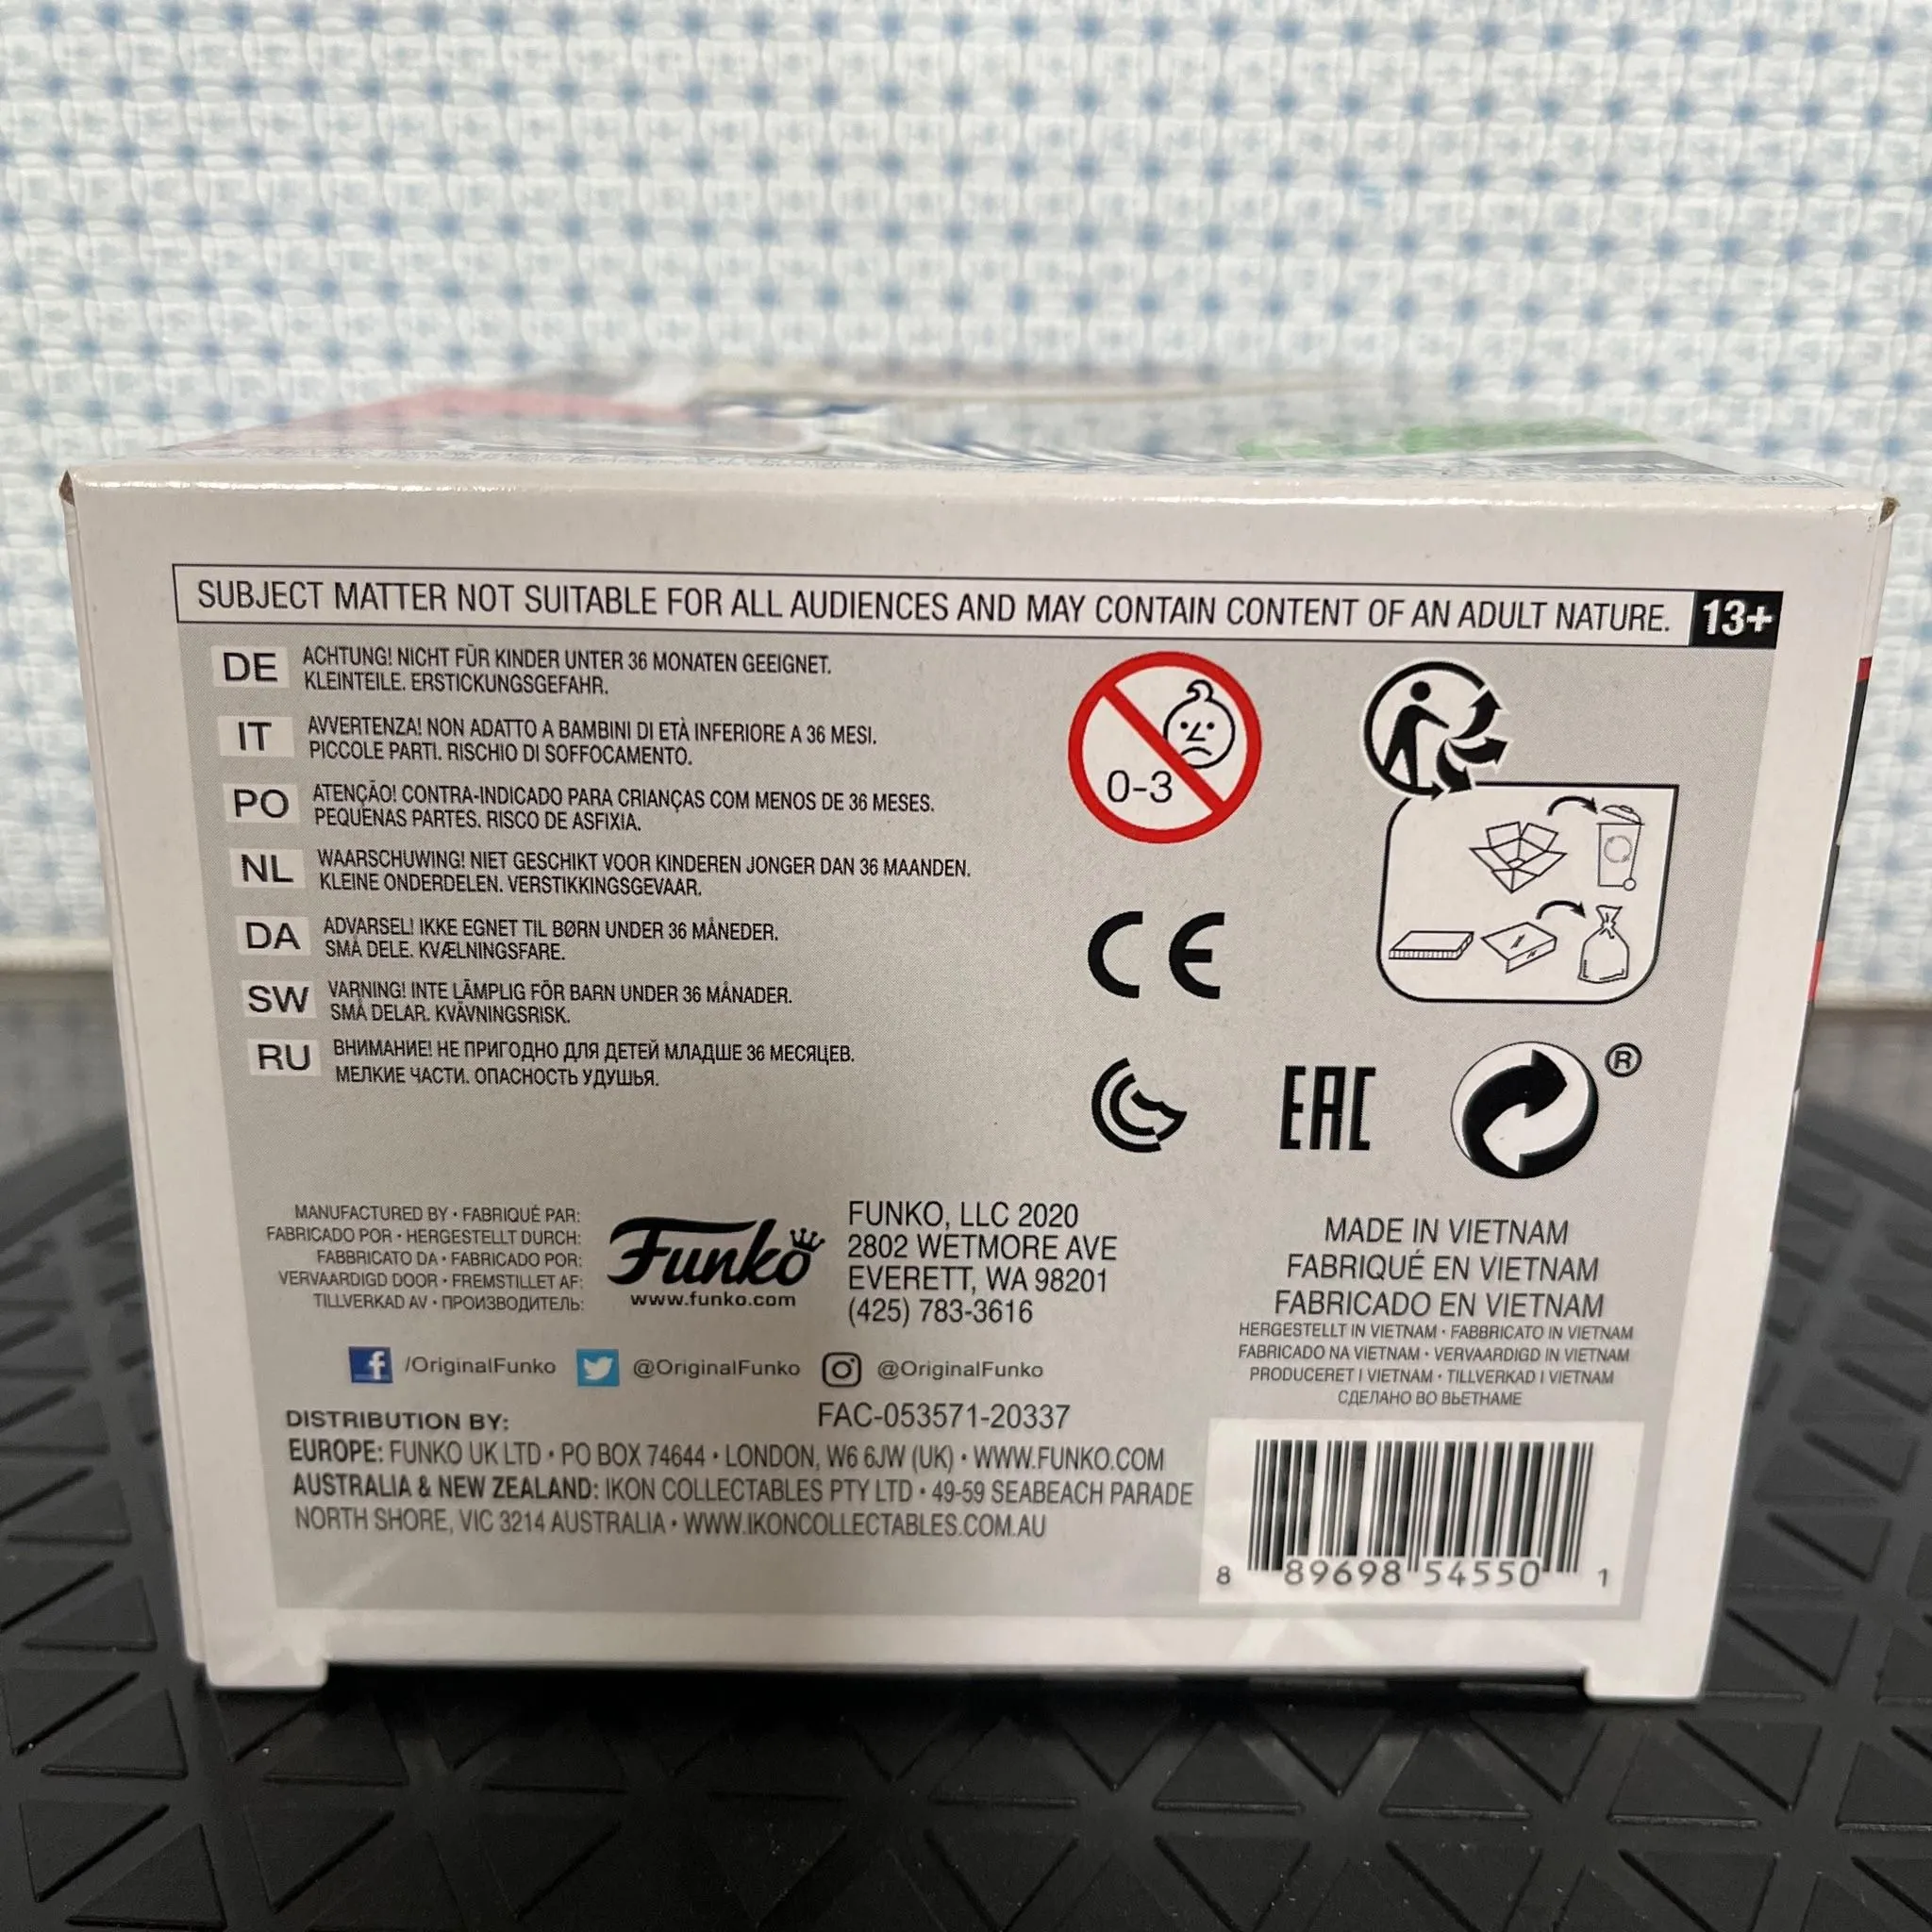 SUBJECT MATTER NOT SUITABLE FOR ALL AUDIENCES AND MAY CONTAIN CONTENT OF AN ADULT NATURE. 13+
DE ACHTUNG! NICHT FÜR KINDER UNTER 36 MONATEN GEEIGNET.
KLEINTEILE. ERSTICKUNGSGEFAHR.
IT AVVERTENZA! NON ADATTO A BAMBINI DI ETÀ INFERIORE A 36 MESI.
PICCOLE PARTI. RISCHIO DI SOFFOCAMENTO.
PO ATENÇÃO! CONTRA-INDICADO PARA CRIANÇAS COM MENOS DE 36 MESES.
PEQUENAS PARTES. RISCO DE ASFIXIA.
NL WAARSCHUWING! NIET GESCHIKT VOOR KINDEREN JONGER DAN 36 MAANDEN.
KLEINE ONDERDELEN. VERSTIKKINGSGEVAAR.
DA ADVARSEL! IKKE EGNET TIL BØRN UNDER 36 MÅNEDER.
SMÅ DELE. KVÆLNINGSFARE.
SW VARNING! INTE LÄMPLIG FÖR BARN UNDER 36 MÅNADER.
SMÅ DELAR. KVÄVNINGSRISK.
RU ВНИМАНИЕ! НЕ ПРИГОДНО ДЛЯ ДЕТЕЙ МЛАДШЕ 36 МЕСЯЦЕВ.
МЕЛКИЕ ЧАСТИ. ОПАСНОСТЬ УДУШЬЯ.
0-3
CE
EAC
®
MANUFACTURED BY • FABRIQUÉ PAR:
FABRICADO POR • HERGESTELLT DURCH:
FABBRICATO DA • FABRICADO POR:
VERVAARDIGD DOOR • FREMSTILLET AF:
TILLVERKAD AV • ПРОИЗВОДИТЕЛЬ:
Funko
www.funko.com
FUNKO, LLC 2020
2802 WETMORE AVE
EVERETT, WA 98201
(425) 783-3616
MADE IN VIETNAM
FABRIQUÉ EN VIETNAM
FABRICADO EN VIETNAM
HERGESTELLT IN VIETNAM • FABBRICATO IN VIETNAM
FABRICADO NA VIETNAM • VERVAARDIGD IN VIETNAM
PRODUCERET I VIETNAM • TILLVERKAD I VIETNAM
СДЕЛАНО ВО ВЬЕТНАМЕ
f /OriginalFunko @OriginalFunko @OriginalFunko
FAC-053571-20337
DISTRIBUTION BY:
EUROPE: FUNKO UK LTD • PO BOX 74644 • LONDON, W6 6JW (UK) • WWW.FUNKO.COM
AUSTRALIA & NEW ZEALAND: IKON COLLECTABLES PTY LTD • 49-59 SEABEACH PARADE
NORTH SHORE, VIC 3214 AUSTRALIA • WWW.IKONCOLLECTABLES.COM.AU
8 89698 54550 1